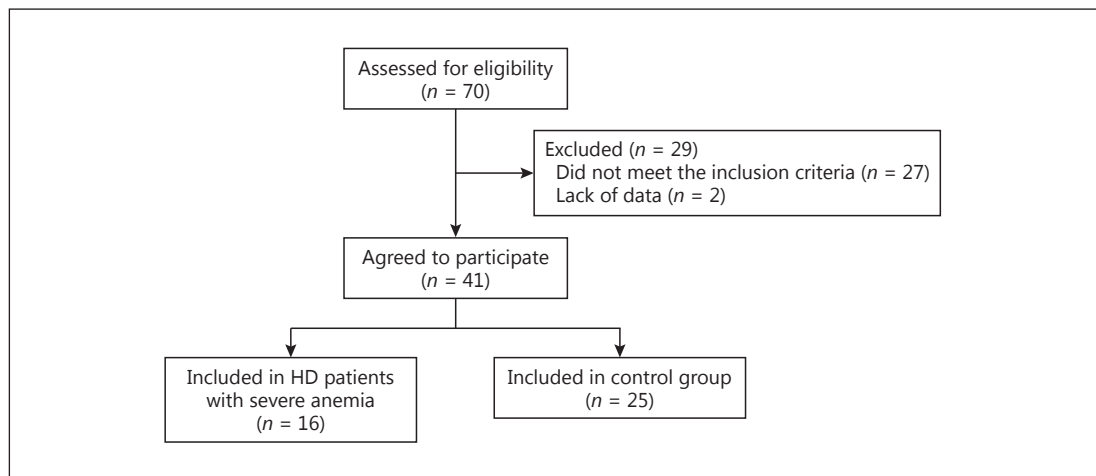 Assessed for eligibility
(n = 70)
Excluded (n = 29)
Did not meet the inclusion criteria (n = 27)
Lack of data (n = 2)
Agreed to participate
(n = 41)
Included in HD patients
with severe anemia
(n = 16)
Included in control group
(n = 25)